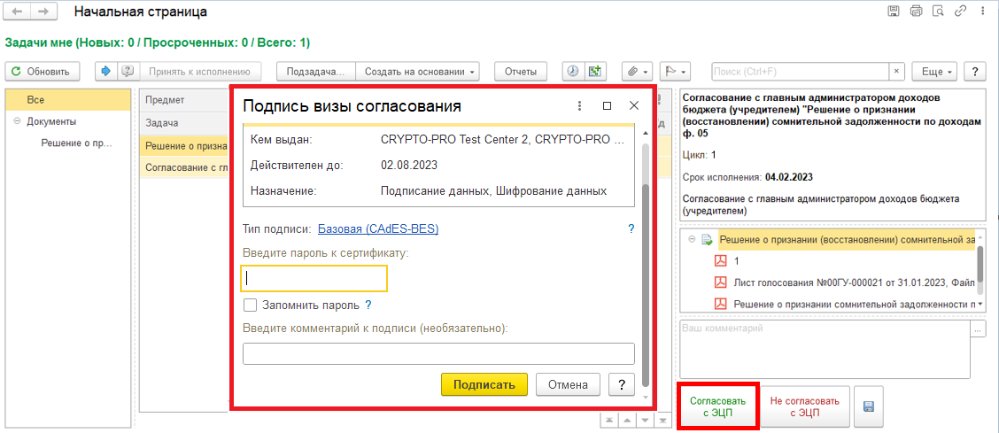 Начальная страница
Задачи мне (Новых: 0 / Просроченных: 0 / Всего: 1)
Обновить
Принять к исполнению
Подзадача...
Создать на основании
Отчеты
Поиск (Ctrl+F)
×
Еще
?
Все
Документы
Решение о пр...
Предмет
Задача
Решение о призна
Согласование с гл
Подпись визы согласования
Кем выдан: CRYPTO-PRO Test Center 2, CRYPTO-PRO ...
Действителен до: 02.08.2023
Назначение: Подписание данных, Шифрование данных
Тип подписи: Базовая (CAdES-BES) ?
Введите пароль к сертификату:
Запомнить пароль ?
Введите комментарий к подписи (необязательно):
Подписать
Отмена
?
Согласование с главным администратором доходов
бюджета (учредителем) "Решение о признании
(восстановлении) сомнительной задолженности по доходам
ф. 05
Цикл: 1
Срок исполнения: 04.02.2023
Согласование с главным администратором доходов бюджета
(учредителем)
Решение о признании (восстановлении) сомнительной за
1
Лист голосования №00ГУ-000021 от 31.01.2023, Файл
Решение о признании сомнительной задолженности п
Ваш комментарий
...
Согласовать
с ЭЦП
Не согласовать
с ЭЦП